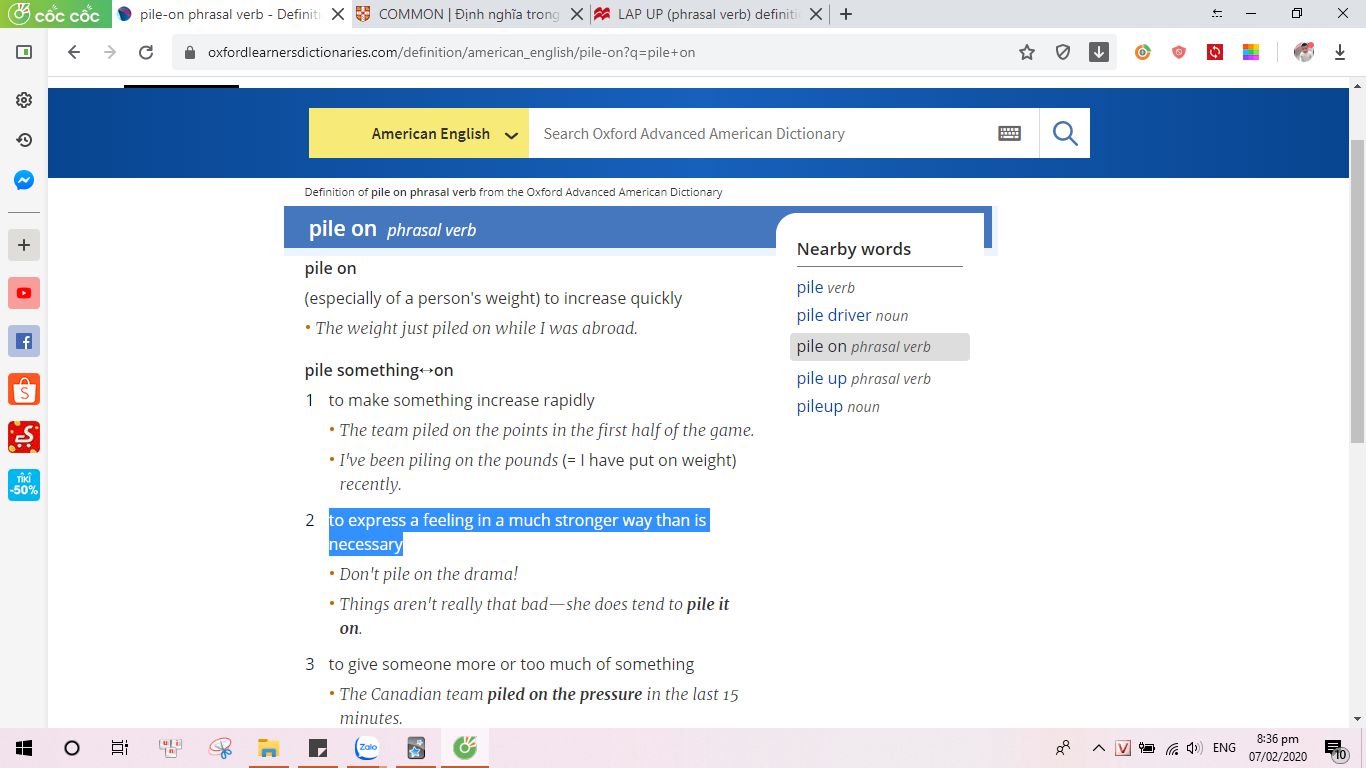 cốc cốc
pile-on phrasal verb - Definiti
COMMON | Định nghĩa trong
LAP UP (phrasal verb) definiti
oxfordlearnersdictionaries.com/definition/american_english/pile-on?q=pile+on
American English
Search Oxford Advanced American Dictionary
Definition of pile on phrasal verb from the Oxford Advanced American Dictionary
pile on phrasal verb
pile on
(especially of a person's weight) to increase quickly
• The weight just piled on while I was abroad.
pile something↔on
1 to make something increase rapidly
• The team piled on the points in the first half of the game.
• I've been piling on the pounds (= I have put on weight)
recently.
2 to express a feeling in a much stronger way than is
necessary
• Don't pile on the drama!
• Things aren't really that bad—she does tend to pile it
on.
3 to give someone more or too much of something
• The Canadian team piled on the pressure in the last 15
minutes.
Nearby words
pile verb
pile driver noun
pile on phrasal verb
pile up phrasal verb
pileup noun
TIKI
-50%
Zalo
V
ENG
8:36 pm
07/02/2020
10